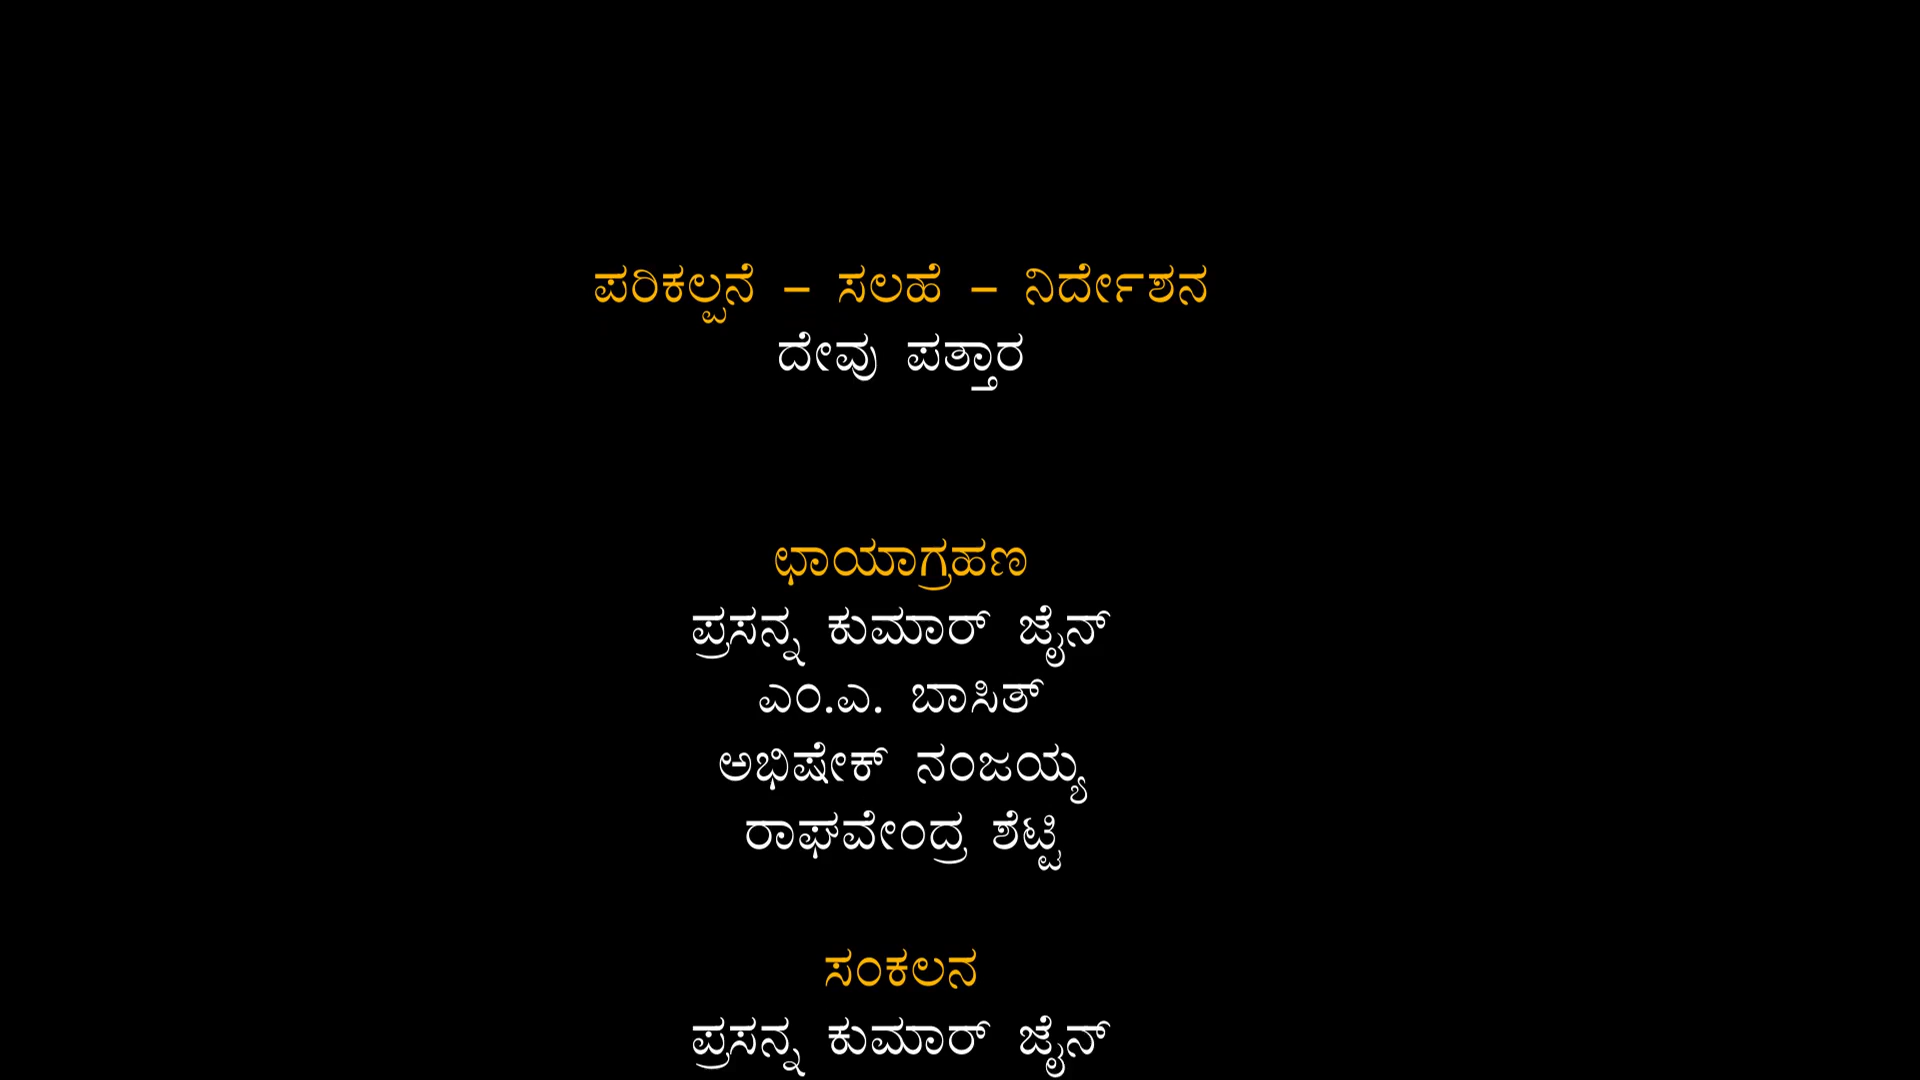 ಪರಿಕಲ್ಪನೆ – ಸಲಹೆ – ನಿರ್ದೇಶನ
ದೇವು ಪತ್ತಾರ
ಛಾಯಾಗ್ರಹಣ
ಪ್ರಸನ್ನ ಕುಮಾರ್ ಜೈನ್
ಎಂ.ಎ. ಬಾಸಿತ್
ಅಭಿಷೇಕ್ ನಂಜಯ್ಯ
ರಾಘವೇಂದ್ರ ಶೆಟ್ಟಿ
ಸಂಕಲನ
ಪ್ರಸನ್ನ ಕುಮಾರ್ ಜೈನ್